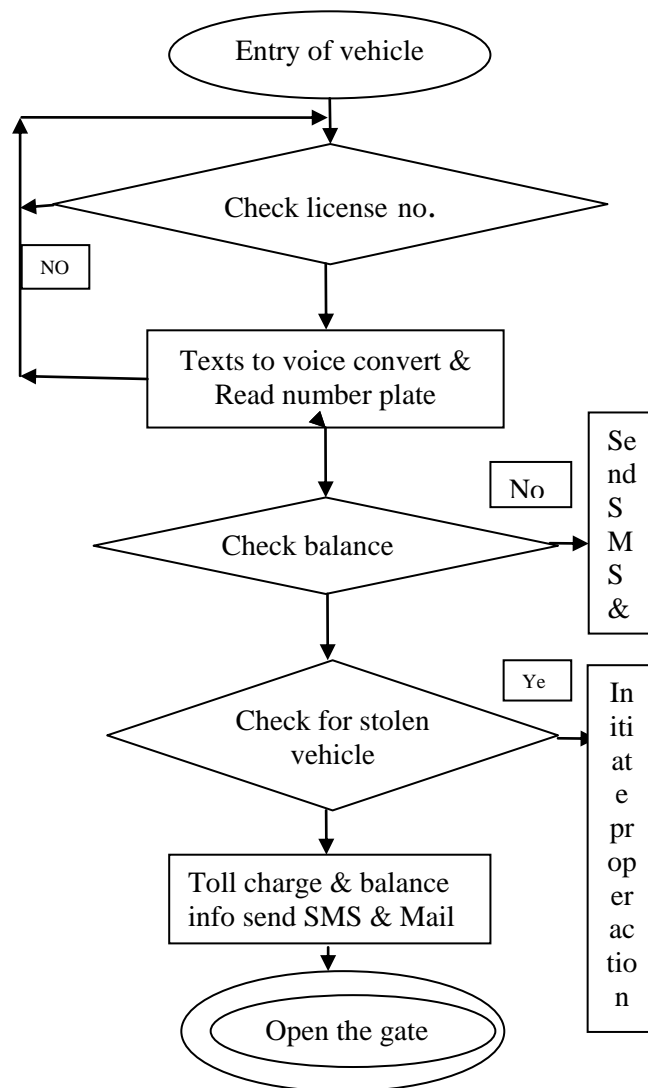 Entry of vehicle
Check license no.
NO
Texts to voice convert &
Read number plate
Check balance
No
Se
nd
S
M
S
&
Check for stolen
vehicle
Ye
In
iti
at
e
pr
op
er
ac
tio
n
Toll charge & balance
info send SMS & Mail
Open the gate